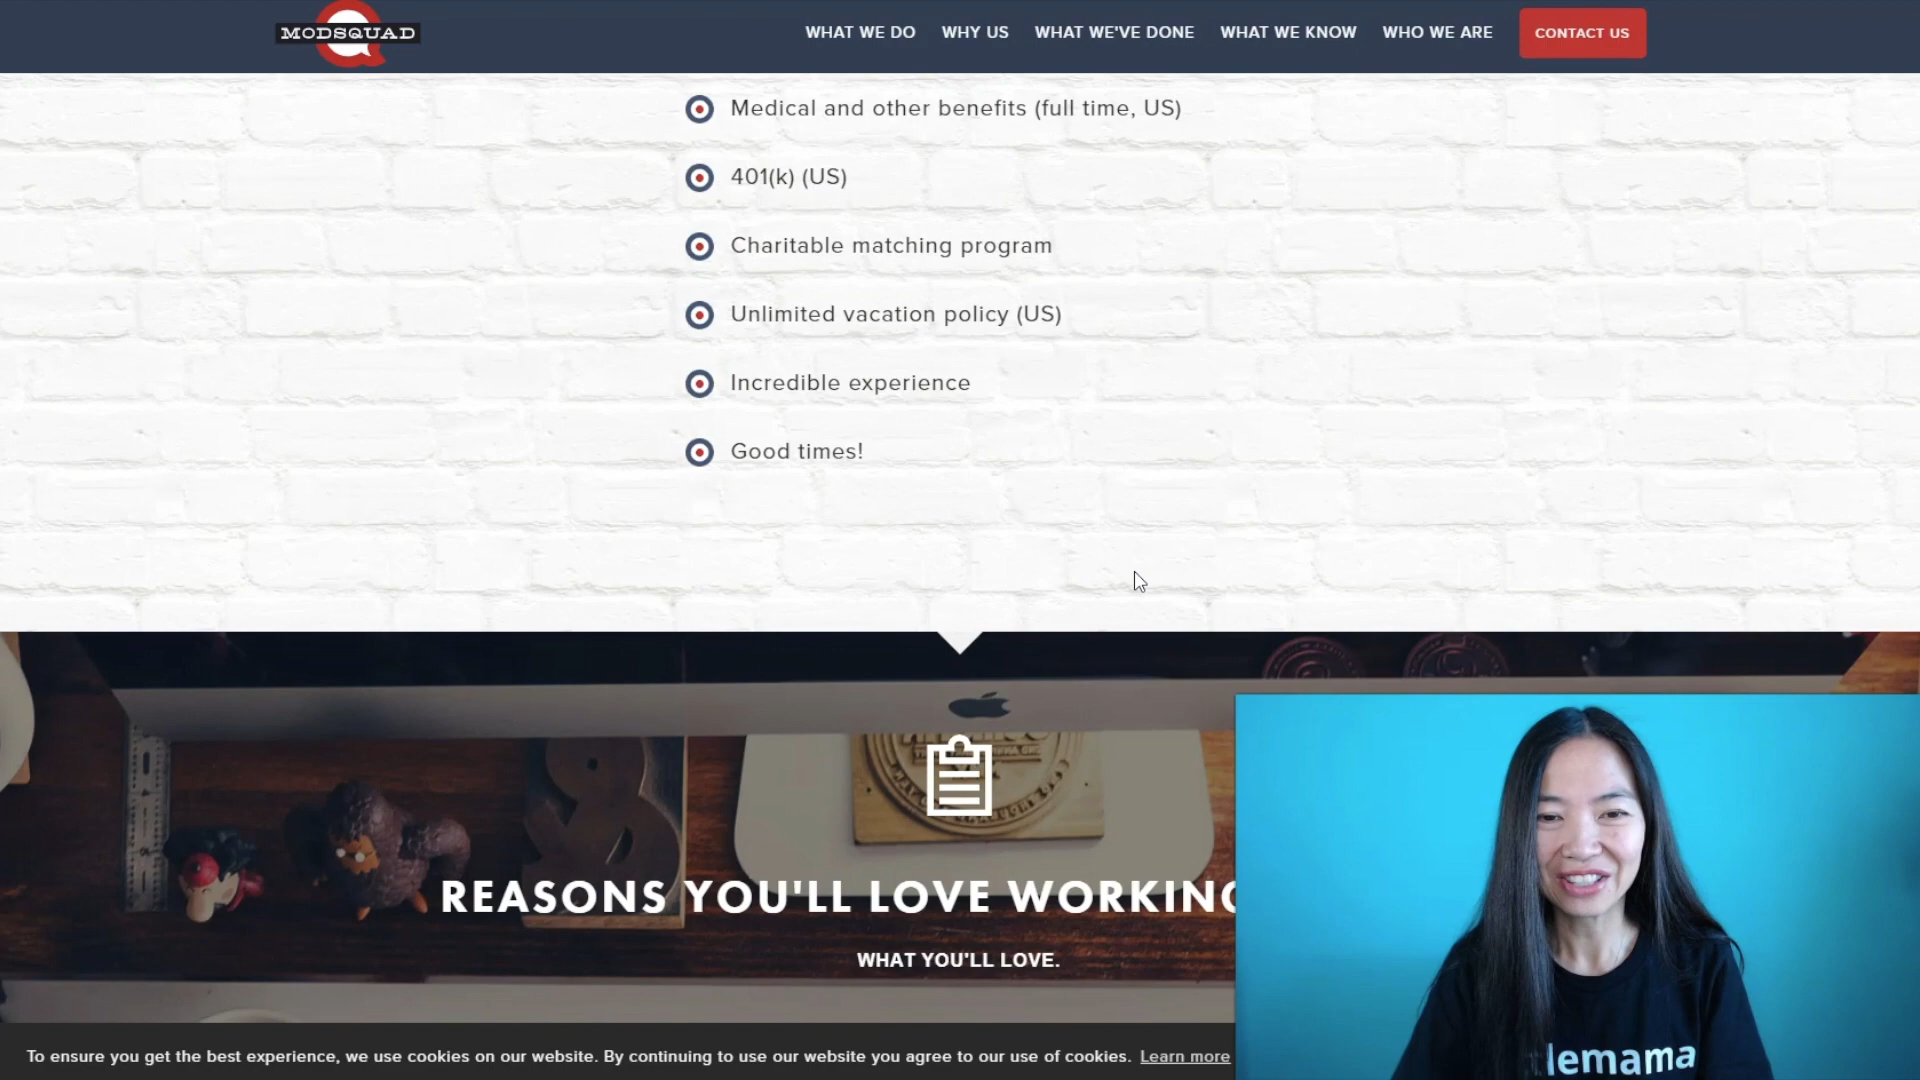 MODSQUAD
WHAT WE DO
WHY US
WHAT WE'VE DONE
WHAT WE KNOW
WHO WE ARE
CONTACT US
Medical and other benefits (full time, US)
401(k) (US)
Charitable matching program
Unlimited vacation policy (US)
Incredible experience
Good times!
REASONS YOU'LL LOVE WORKING
WHAT YOU'LL LOVE.
To ensure you get the best experience, we use cookies on our website. By continuing to use our website you agree to our use of cookies. Learn more
lemama